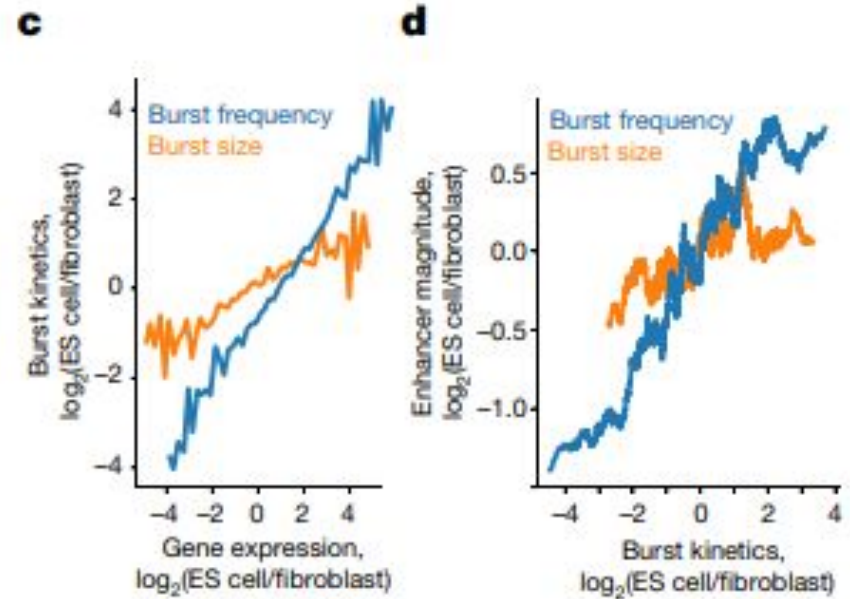 c
Burst kinetics,
log₂(ES cell/fibroblast)
4
2
0
–2
–4
Burst frequency
Burst size
–4 –2 0 2 4
Gene expression,
log₂(ES cell/fibroblast)
d
Enhancer magnitude,
log₂(ES cell/fibroblast)
0.5
0.0
–0.5
–1.0
Burst frequency
Burst size
–4 –2 0 2 4
Burst kinetics,
log₂(ES cell/fibroblast)